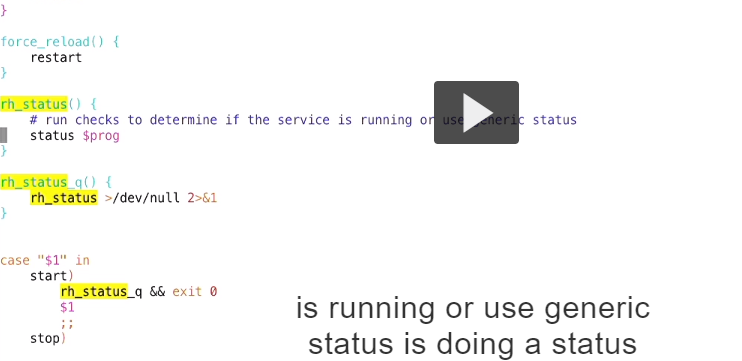 }
force_reload() {
restart
}
rh_status() {
# run checks to determine if the service is running or use generic status
status $prog
}
rh_status_q() {
rh_status >/dev/null 2>&1
}
case "$1" in
start)
rh_status_q && exit 0
$1
;;
stop)
is running or use generic
status is doing a status